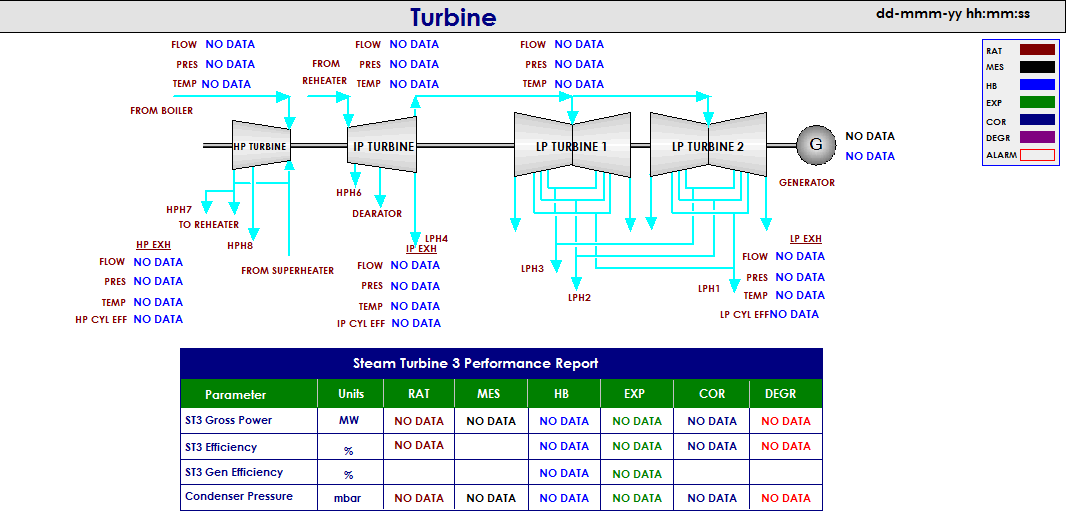 Turbine
dd-mmm-yy hh:mm:ss
FLOW NO DATA
PRES NO DATA
TEMP NO DATA
FROM BOILER
FROM
REHEATER
FLOW NO DATA
PRES NO DATA
TEMP NO DATA
FLOW NO DATA
PRES NO DATA
TEMP NO DATA
RAT
MES
HB
EXP
COR
DEGR
ALARM
HP TURBINE
IP TURBINE
LP TURBINE 1
LP TURBINE 2
G
NO DATA
NO DATA
GENERATOR
HPH7
TO REHEATER
HPH8
FROM SUPERHEATER
HPH6
DEARATOR
LPH4
LPH3
LPH2
LPH1
HP EXH
FLOW NO DATA
PRES NO DATA
TEMP NO DATA
HP CYL EFF NO DATA
IP EXH
FLOW NO DATA
PRES NO DATA
TEMP NO DATA
IP CYL EFF NO DATA
LP EXH
FLOW NO DATA
PRES NO DATA
TEMP NO DATA
LP CYL EFF NO DATA
Steam Turbine 3 Performance Report
Parameter Units RAT MES HB EXP COR DEGR
ST3 Gross Power MW NO DATA NO DATA NO DATA NO DATA NO DATA NO DATA
ST3 Efficiency % NO DATA NO DATA NO DATA NO DATA NO DATA
ST3 Gen Efficiency % NO DATA NO DATA
Condenser Pressure mbar NO DATA NO DATA NO DATA NO DATA NO DATA NO DATA